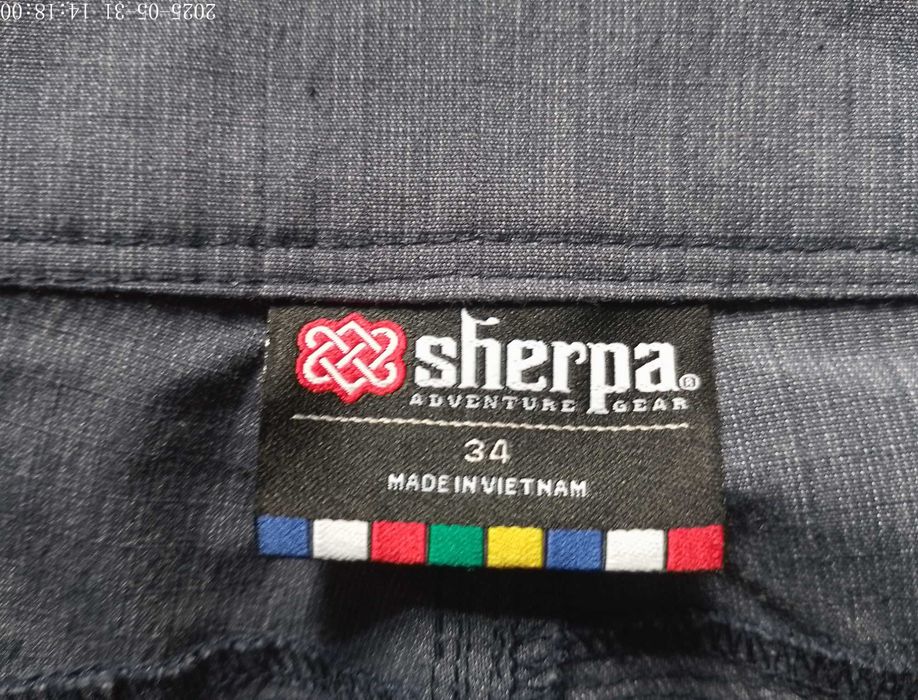 2025-05-31 14:18:00
sherpa®
ADVENTURE GEAR
34
MADE IN VIETNAM